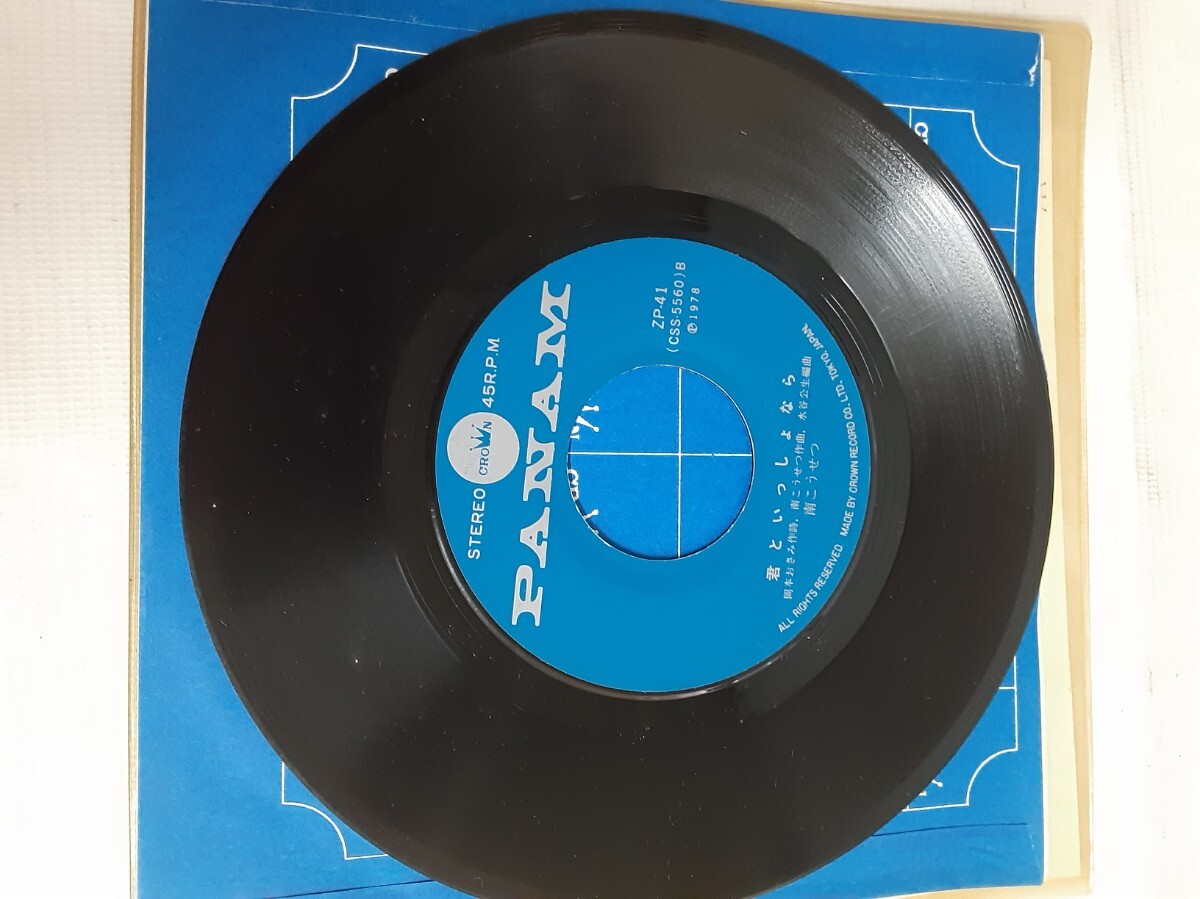 STEREO CROWN 45R.P.M
PANAM
ZP-41
(CSS-5560)B
℗1978
君といっしょなら
岡本おさみ作詩, 南こうせつ作曲, 水谷公生編曲
南こうせつ
ALL RIGHTS RESERVED MADE BY CROWN RECORD CO., LTD. TOKYO, JAPAN